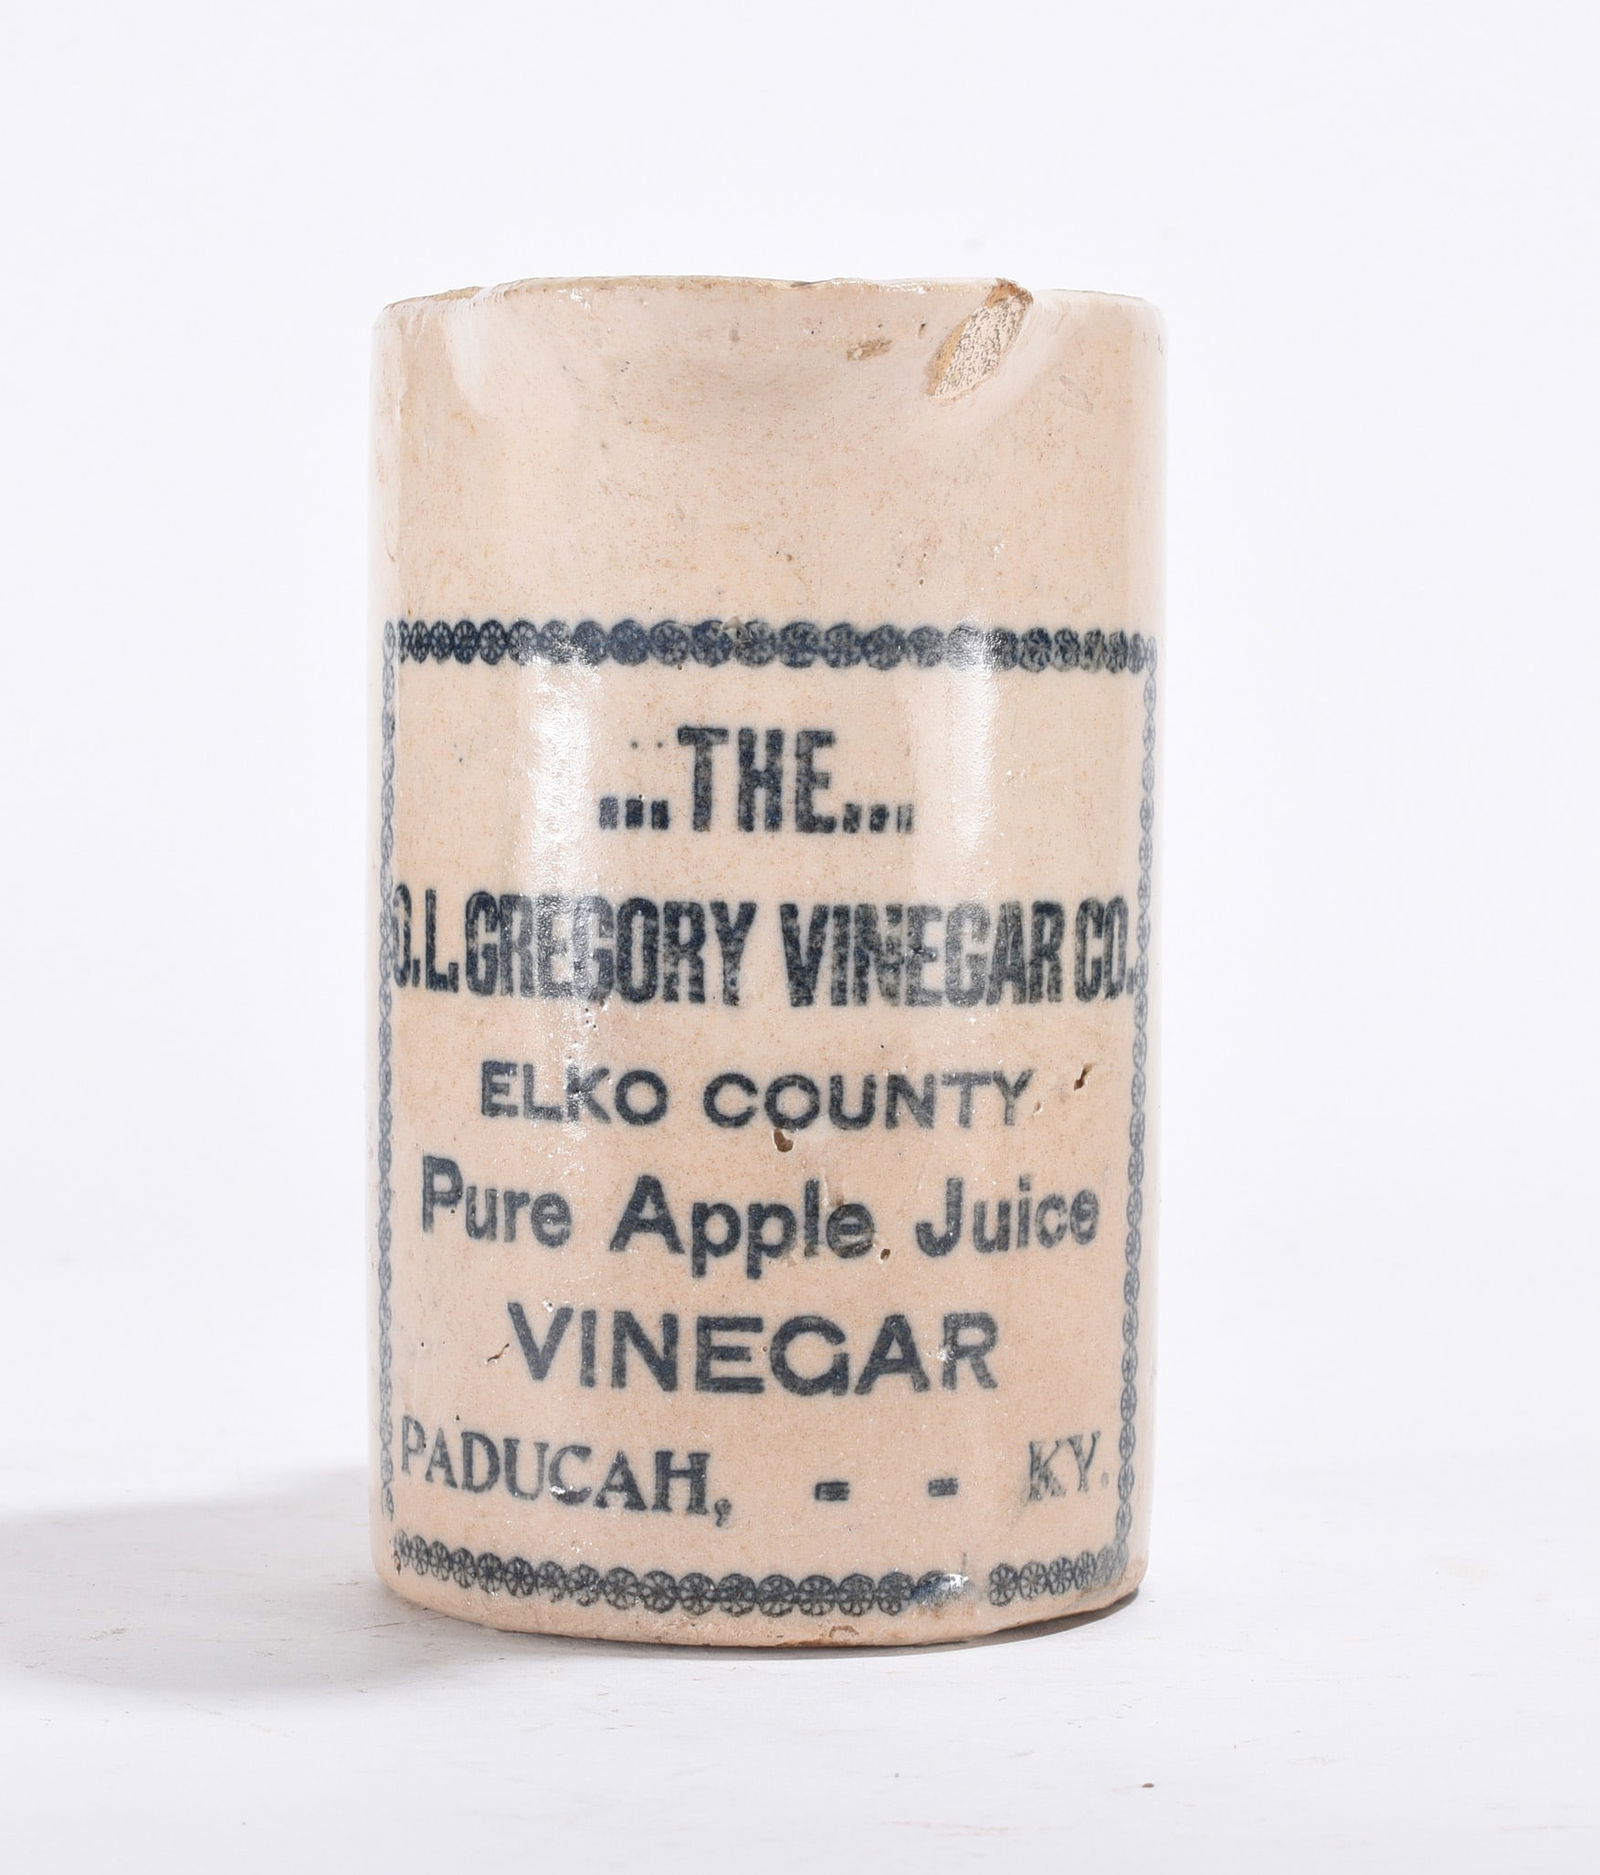 ...THE...
O.L. GREGORY VINEGAR CO.
ELKO COUNTY
Pure Apple Juice
VINEGAR
PADUCAH, - - KY.